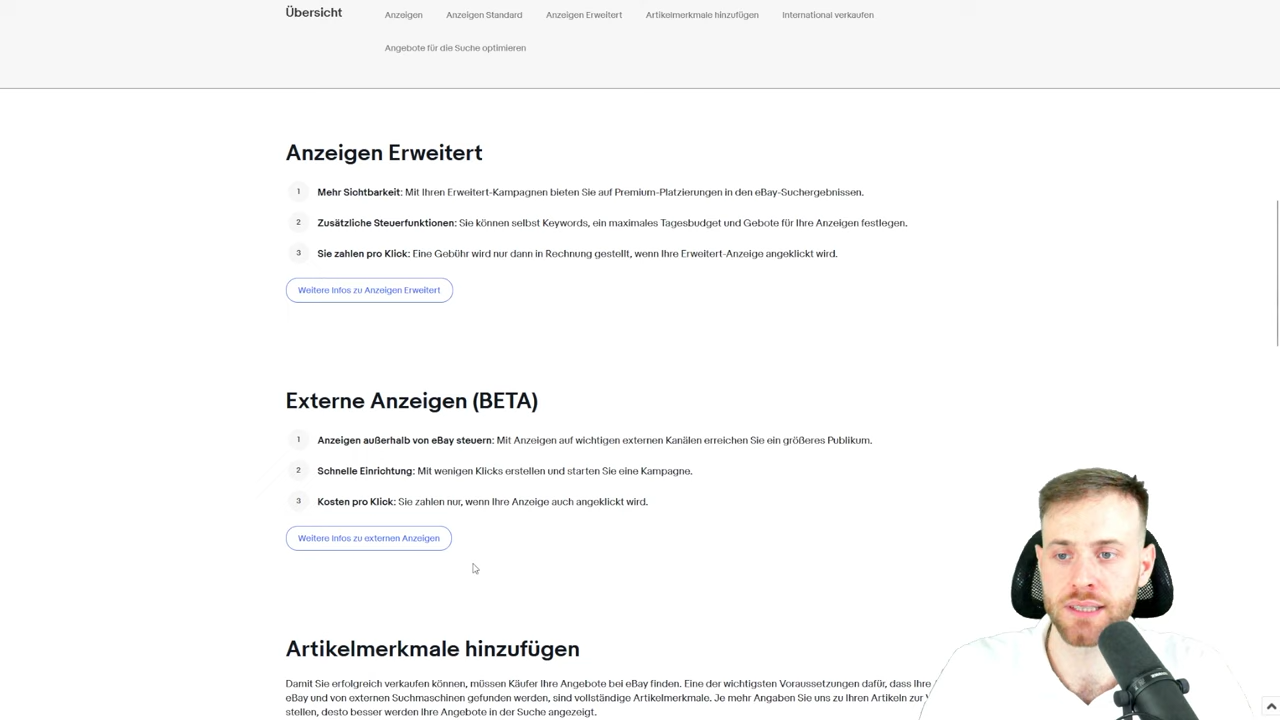 Übersicht
Anzeigen
Anzeigen Standard
Anzeigen Erweitert
Artikelmerkmale hinzufügen
International verkaufen
Angebote für die Suche optimieren
Anzeigen Erweitert
1 Mehr Sichtbarkeit: Mit Ihren Erweitert-Kampagnen bieten Sie auf Premium-Platzierungen in den eBay-Suchergebnissen.
2 Zusätzliche Steuerfunktionen: Sie können selbst Keywords, ein maximales Tagesbudget und Gebote für Ihre Anzeigen festlegen.
3 Sie zahlen pro Klick: Eine Gebühr wird nur dann in Rechnung gestellt, wenn Ihre Erweitert-Anzeige angeklickt wird.
Weitere Infos zu Anzeigen Erweitert
Externe Anzeigen (BETA)
1 Anzeigen außerhalb von eBay steuern: Mit Anzeigen auf wichtigen externen Kanälen erreichen Sie ein größeres Publikum.
2 Schnelle Einrichtung: Mit wenigen Klicks erstellen und starten Sie eine Kampagne.
3 Kosten pro Klick: Sie zahlen nur, wenn Ihre Anzeige auch angeklickt wird.
Weitere Infos zu externen Anzeigen
Artikelmerkmale hinzufügen
Damit Sie erfolgreich verkaufen können, müssen Käufer Ihre Angebote bei eBay finden. Eine der wichtigsten Voraussetzungen dafür, dass Ihre
eBay und von externen Suchmaschinen gefunden werden, sind vollständige Artikelmerkmale. Je mehr Angaben Sie uns zu Ihren Artikeln zur
stellen, desto besser werden Ihre Angebote in der Suche angezeigt.